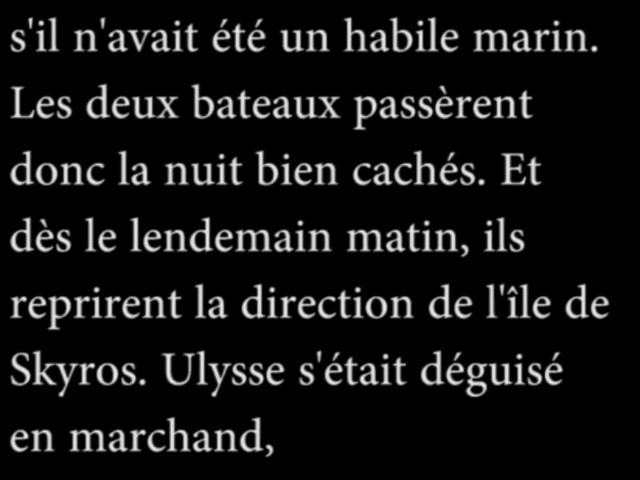 s'il n'avait été un habile marin.
Les deux bateaux passèrent
donc la nuit bien cachés. Et
dès le lendemain matin, ils
reprirent la direction de l'île de
Skyros. Ulysse s'était déguisé
en marchand,